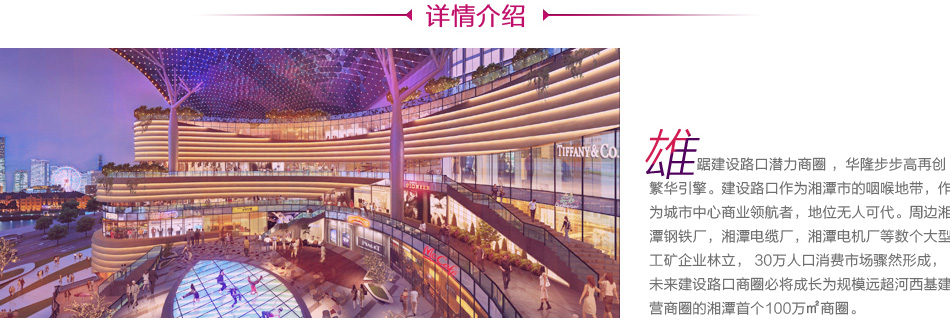 详情介绍
TIFFANY & CO.
雄踞建设路口潜力商圈 ，华隆步步高再创
繁华引擎。建设路口作为湘潭市的咽喉地带，作
为城市中心商业领航者，地位无人可代。周边湘
潭钢铁厂，湘潭电缆厂，湘潭电机厂等数个大型
工矿企业林立， 30万人口消费市场骤然形成，
未来建设路口商圈必将成长为规模远超河西基建
营商圈的湘潭首个100万㎡商圈。